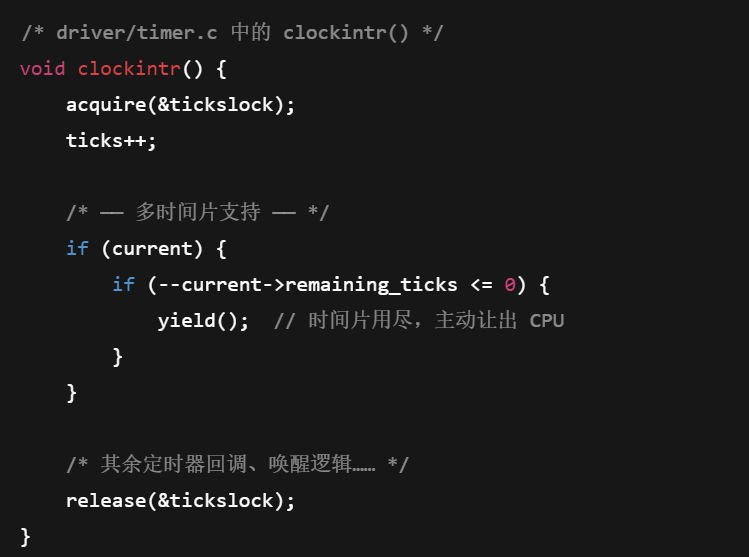 /* driver/timer.c 中的 clockintr() */
void clockintr() {
    acquire(&tickslock);
    ticks++;
    /* —— 多时间片支持 —— */
    if (current) {
        if (--current->remaining_ticks <= 0) {
            yield();  // 时间片用尽，主动让出 CPU
        }
    }
    /* 其余定时器回调、唤醒逻辑…… */
    release(&tickslock);
}